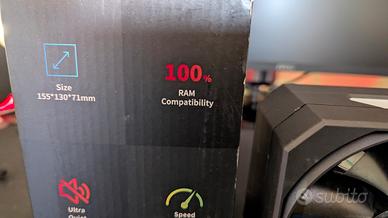 100%
Size
RAM
155*130*71mm
Compatibility
Ultra
Quiet
Speed
subito